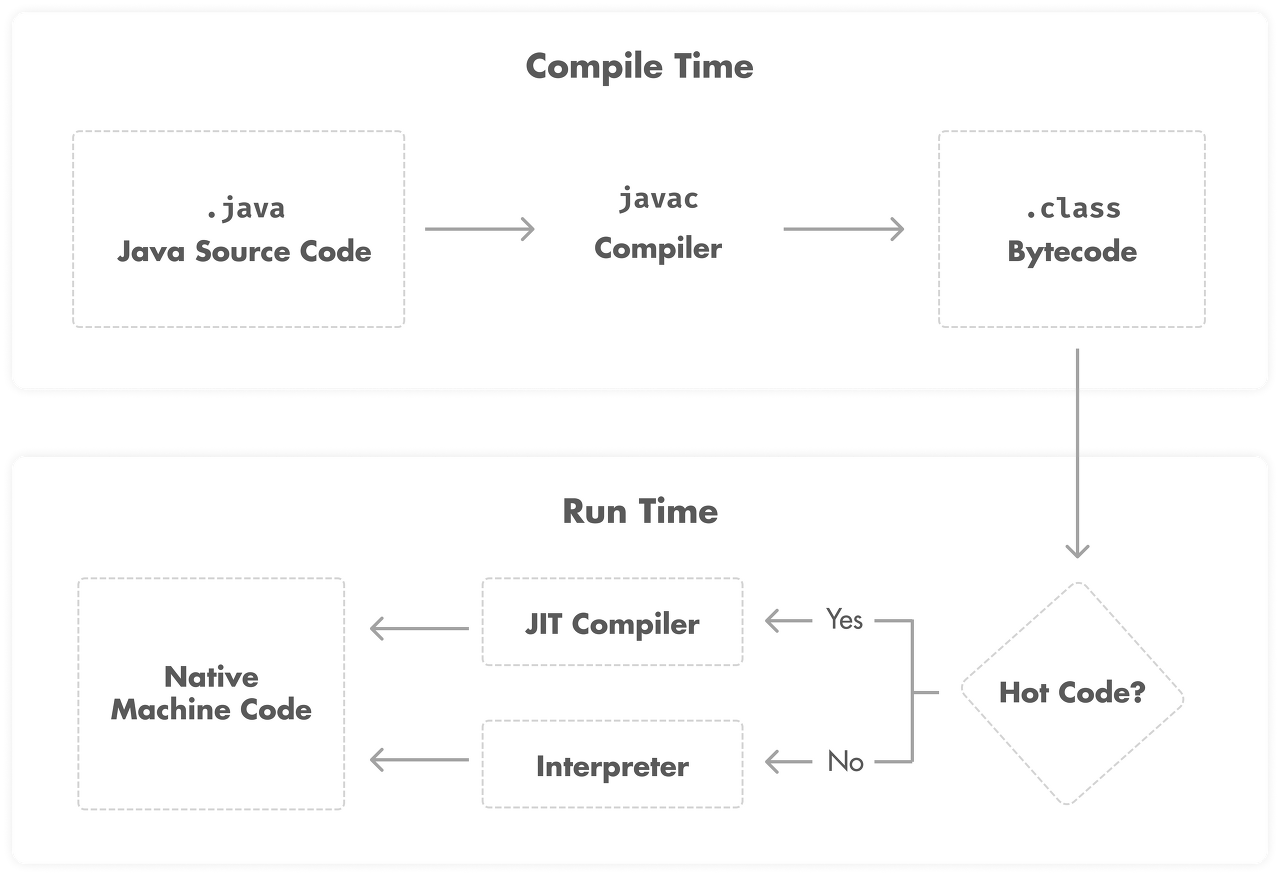 Compile Time
.java
Java Source Code
javac
Compiler
.class
Bytecode
Run Time
Native
Machine Code
JIT Compiler
Interpreter
Yes
No
Hot Code?